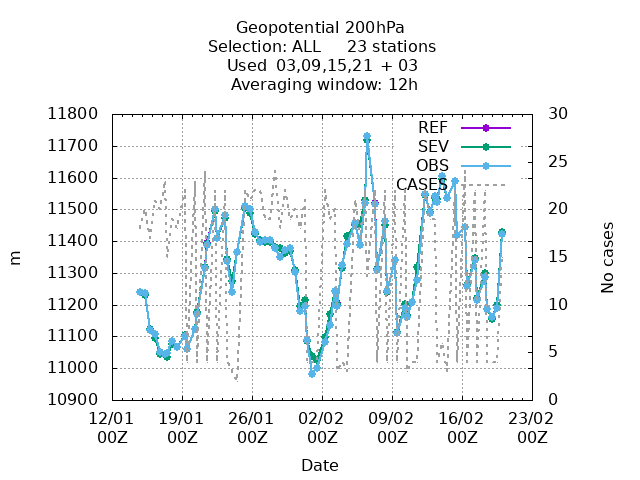 Geopotential 200hPa
Selection: ALL 23 stations
Used 03,09,15,21 + 03
Averaging window: 12h
11800
11700
11600
11500
11400
11300
11200
11100
11000
10900
m
30
25
20
15
10
5
0
No cases
REF
SEV
OBS
CASES
12/01 19/01 26/01 02/02 09/02 16/02 23/02
00Z 00Z 00Z 00Z 00Z 00Z 00Z
Date